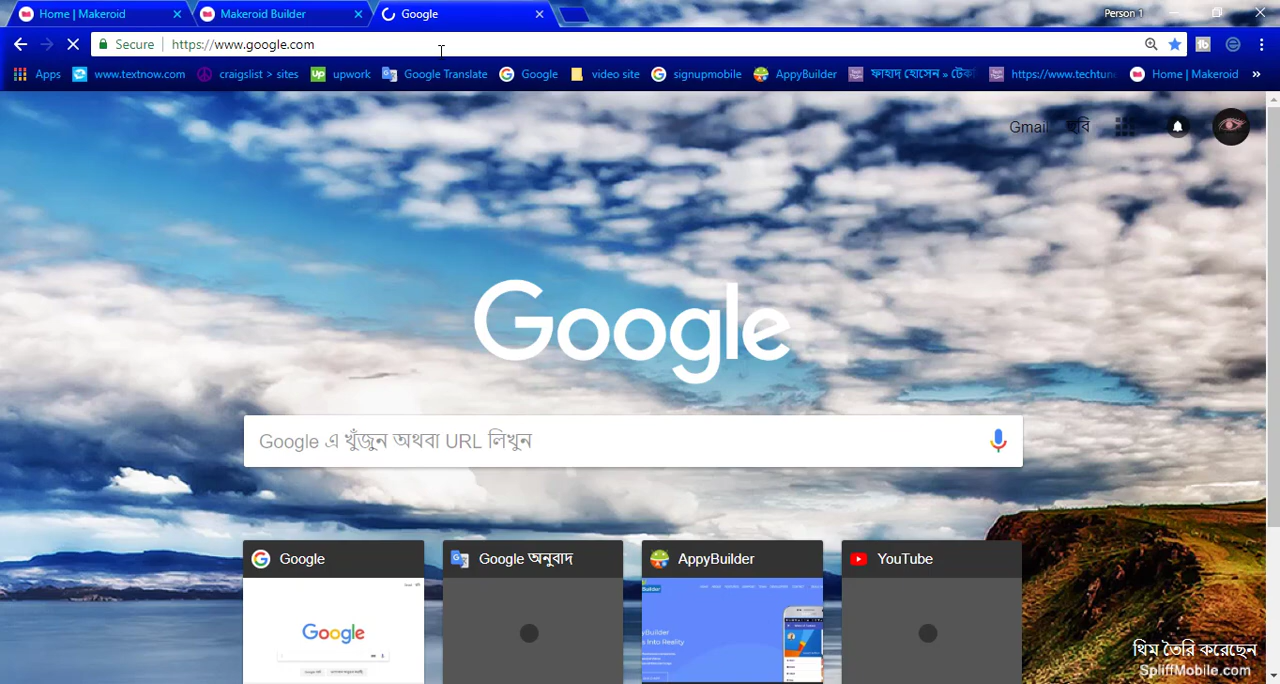 Home | Makeroid
Makeroid Builder
Google
Person 1
Secure
https://www.google.com
Apps
www.textnow.com
craigslist > sites
upwork
Google Translate
Google
video site
signupmobile
AppyBuilder
ফাহাদ হোসেন » টেক
https://www.techtune
Home | Makeroid
»
Gmail ছবি
Google
Google এ খুঁজুন অথবা URL লিখুন
Google
Google অনুবাদ
AppyBuilder
YouTube
Google
থিম তৈরি করেছেন
SpliffMobile.com